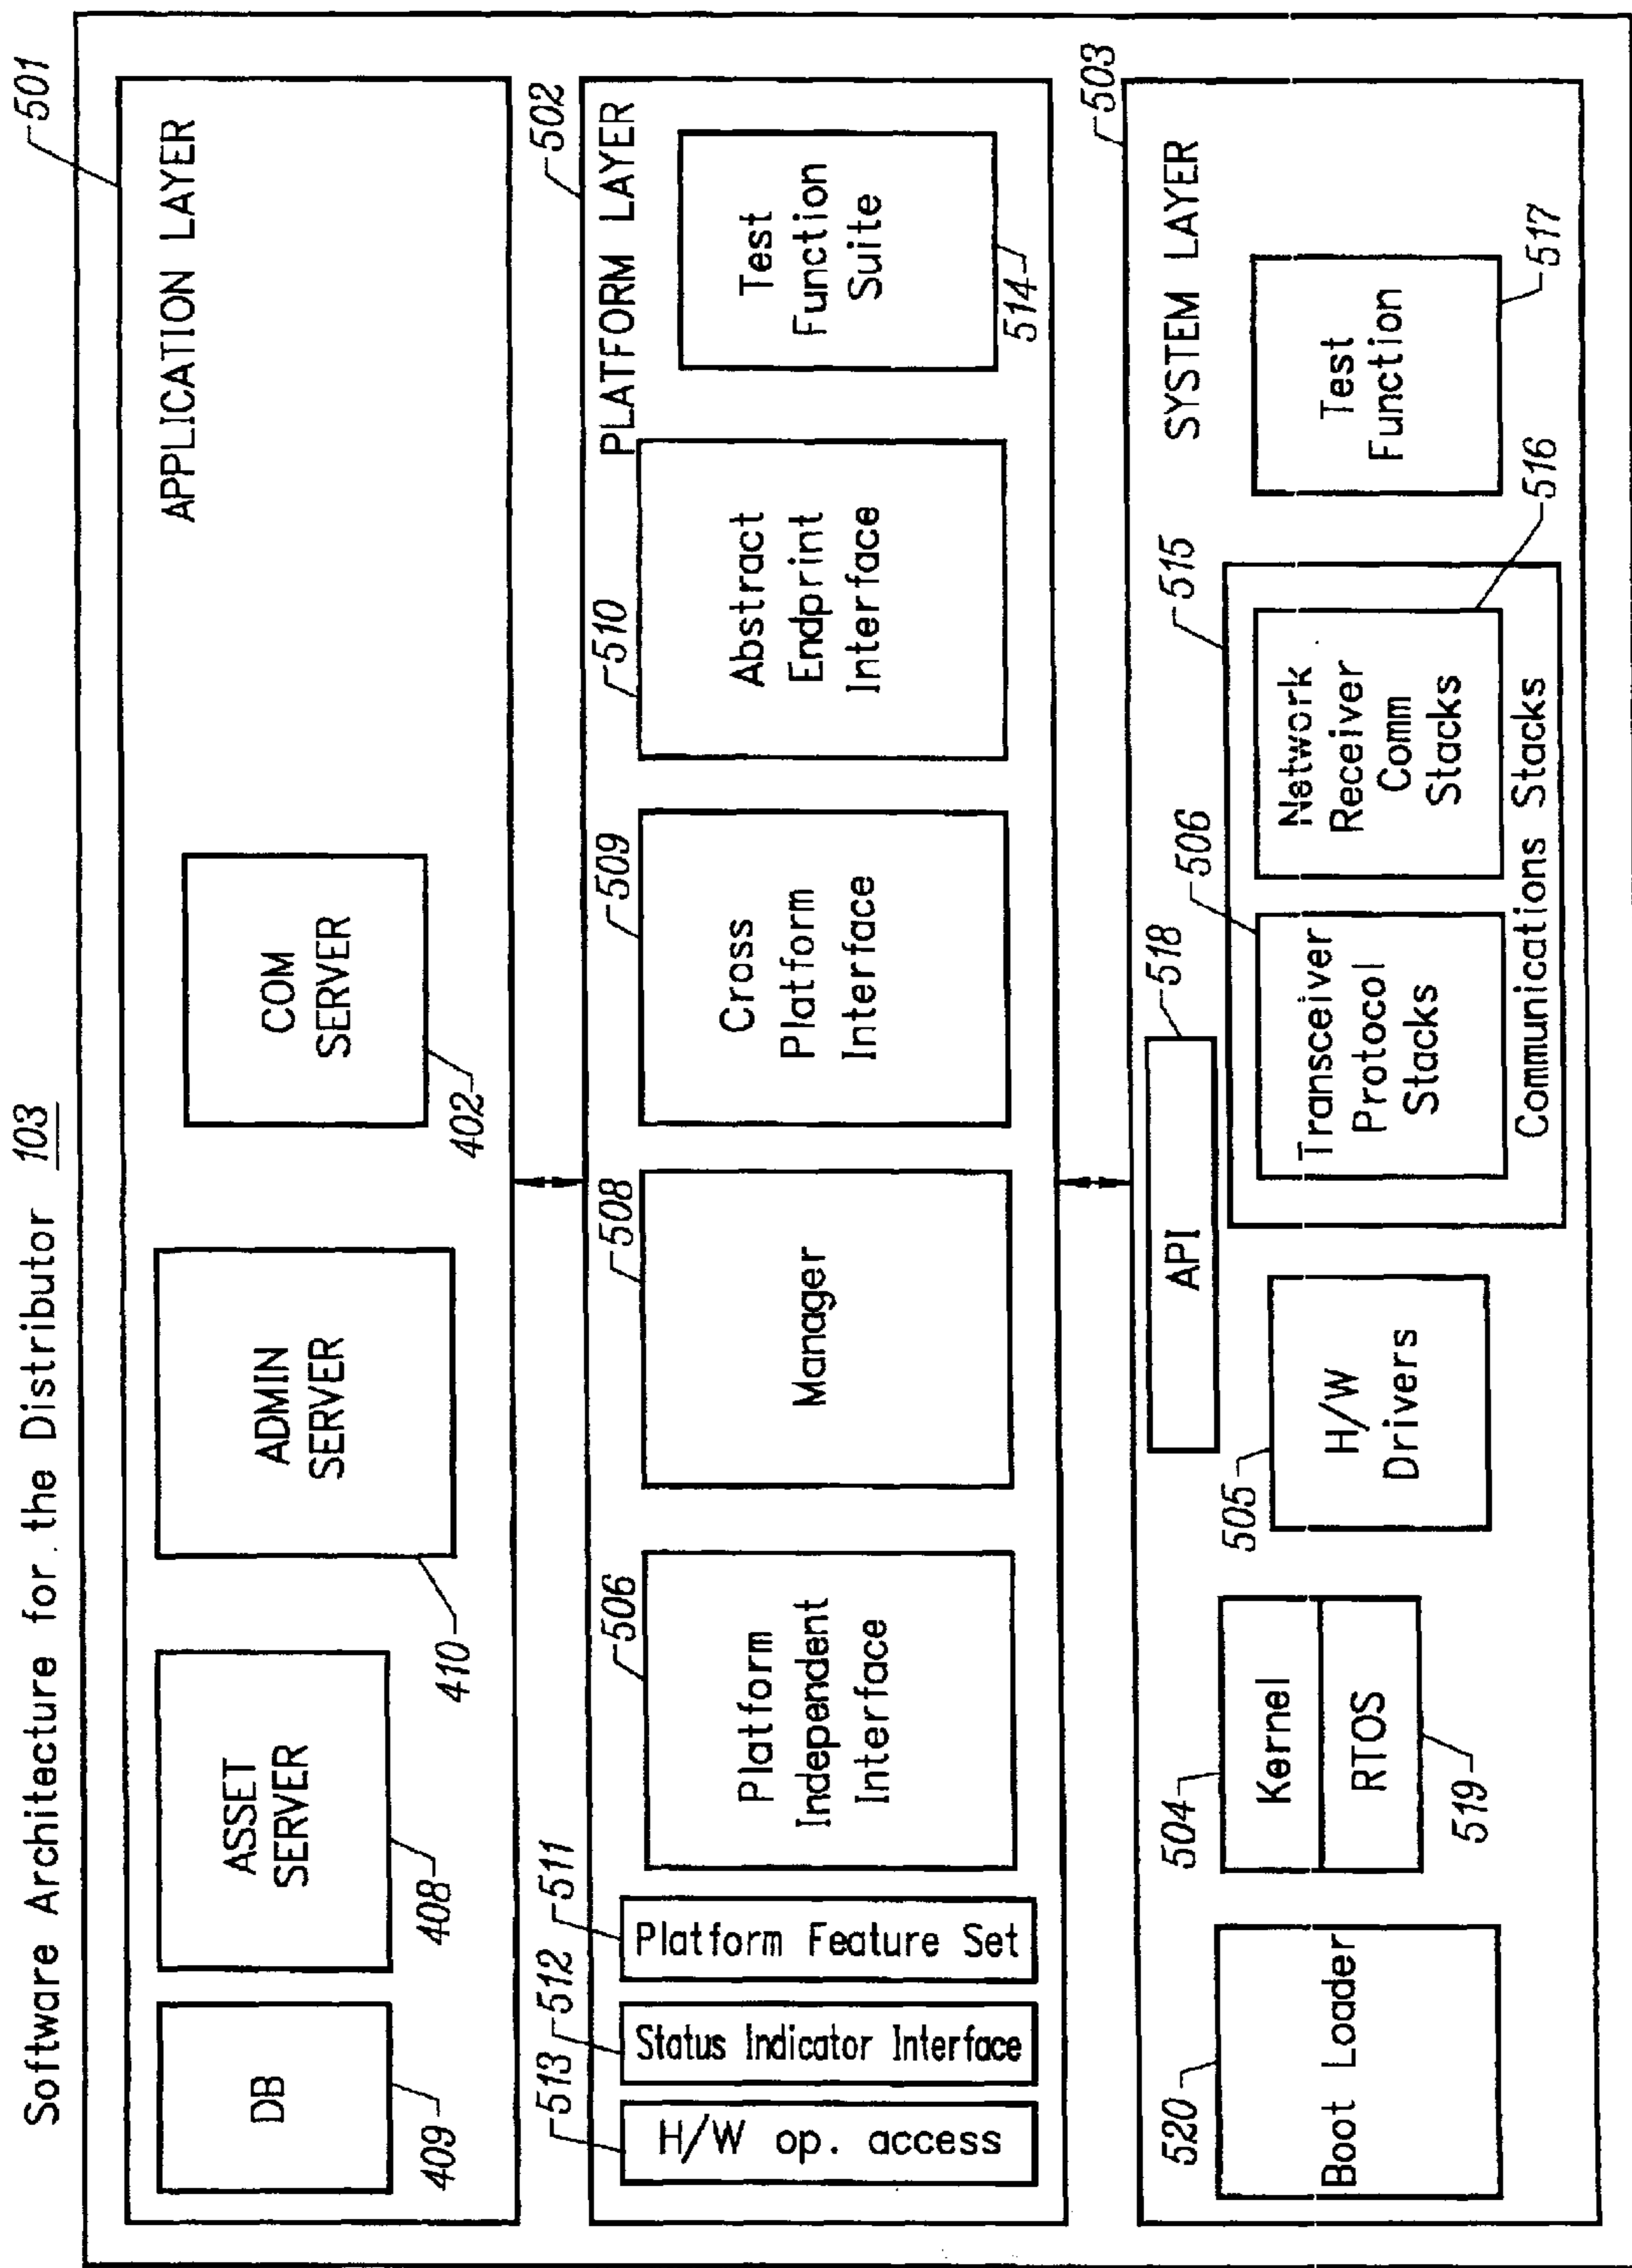 Software Architecture for the Distributor 103
501
APPLICATION LAYER
DB
409
ASSET
SERVER
408
ADMIN
SERVER
410
COM
SERVER
402
502
PLATFORM LAYER
513
H/W op. access
512
Status Indicator Interface
511
Platform Feature Set
506
Platform
Independent
Interface
508
Manager
509
Cross
Platform
Interface
510
Abstract
Endprint
Interface
Test
Function
Suite
514
503
SYSTEM LAYER
520
Boot Loader
504
Kernel
RTOS
519
505
H/W
Drivers
518
API
506
Transceiver
Protocol
Stacks
515
Network
Receiver
Comm
Stacks
516
Communications Stacks
Test
Function
517